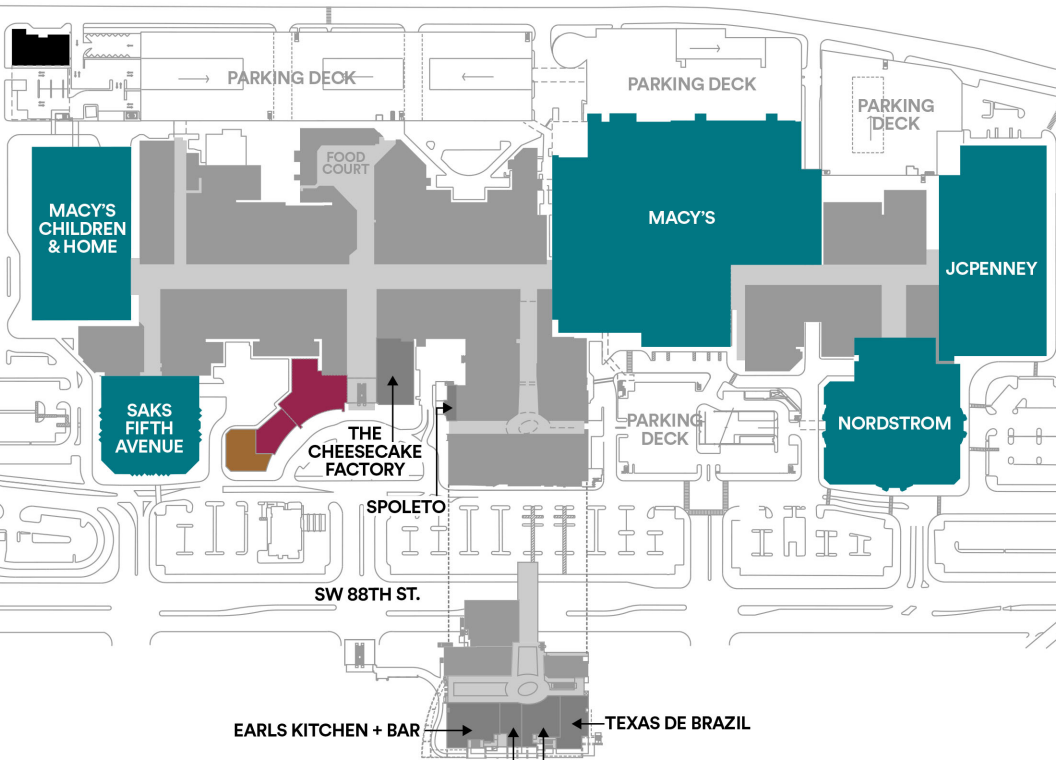 PARKING DECK
PARKING DECK
PARKING
DECK
FOOD
COURT
MACY'S
CHILDREN
& HOME
MACY'S
JCPENNEY
SAKS
FIFTH
AVENUE
THE
CHEESECAKE
FACTORY
PARKING
DECK
NORDSTROM
SPOLETO
SW 88TH ST.
EARLS KITCHEN + BAR
TEXAS DE BRAZIL